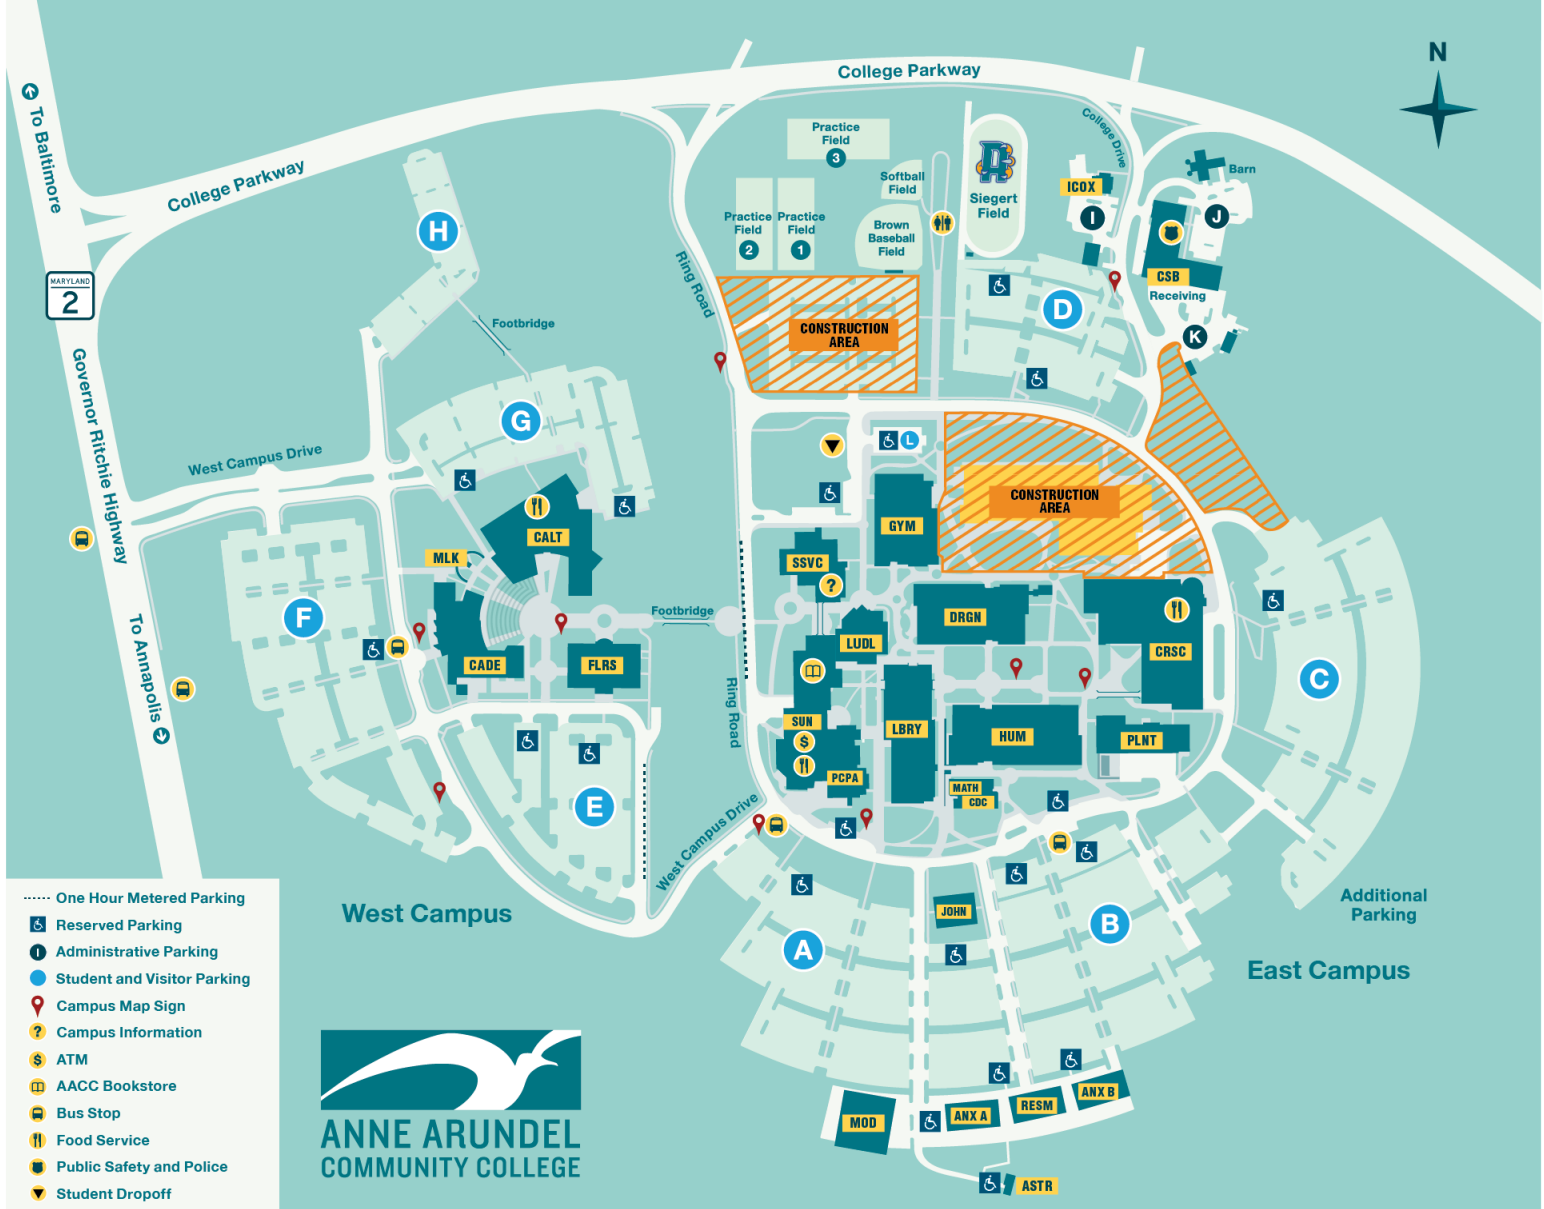 N
College Parkway
To Baltimore
College Parkway
College Drive
Practice
Field
3
Softball
Field
Siegert
Field
ICOX
I
Barn
J
Practice
Field
2
Practice
Field
1
Brown
Baseball
Field
H
MARYLAND
2
Ring Road
CSB
Receiving
D
K
Footbridge
CONSTRUCTION
AREA
Governor Ritchie Highway
G
L
West Campus Drive
CONSTRUCTION
AREA
GYM
CALT
MLK
SSVC
?
F
Footbridge
DRGN
LUDL
CRSC
CADE
FLRS
C
To Annapolis
Ring Road
SUN
$
LBRY
HUM
PLNT
PCPA
MATH
CDC
E
West Campus Drive
Additional
Parking
West Campus
JOHN
B
A
East Campus
One Hour Metered Parking
Reserved Parking
I
Administrative Parking
Student and Visitor Parking
Campus Map Sign
?
Campus Information
$
ATM
AACC Bookstore
Bus Stop
Food Service
Public Safety and Police
Student Dropoff
ANNE ARUNDEL
COMMUNITY COLLEGE
MOD
ANX A
RESM
ANX B
ASTR